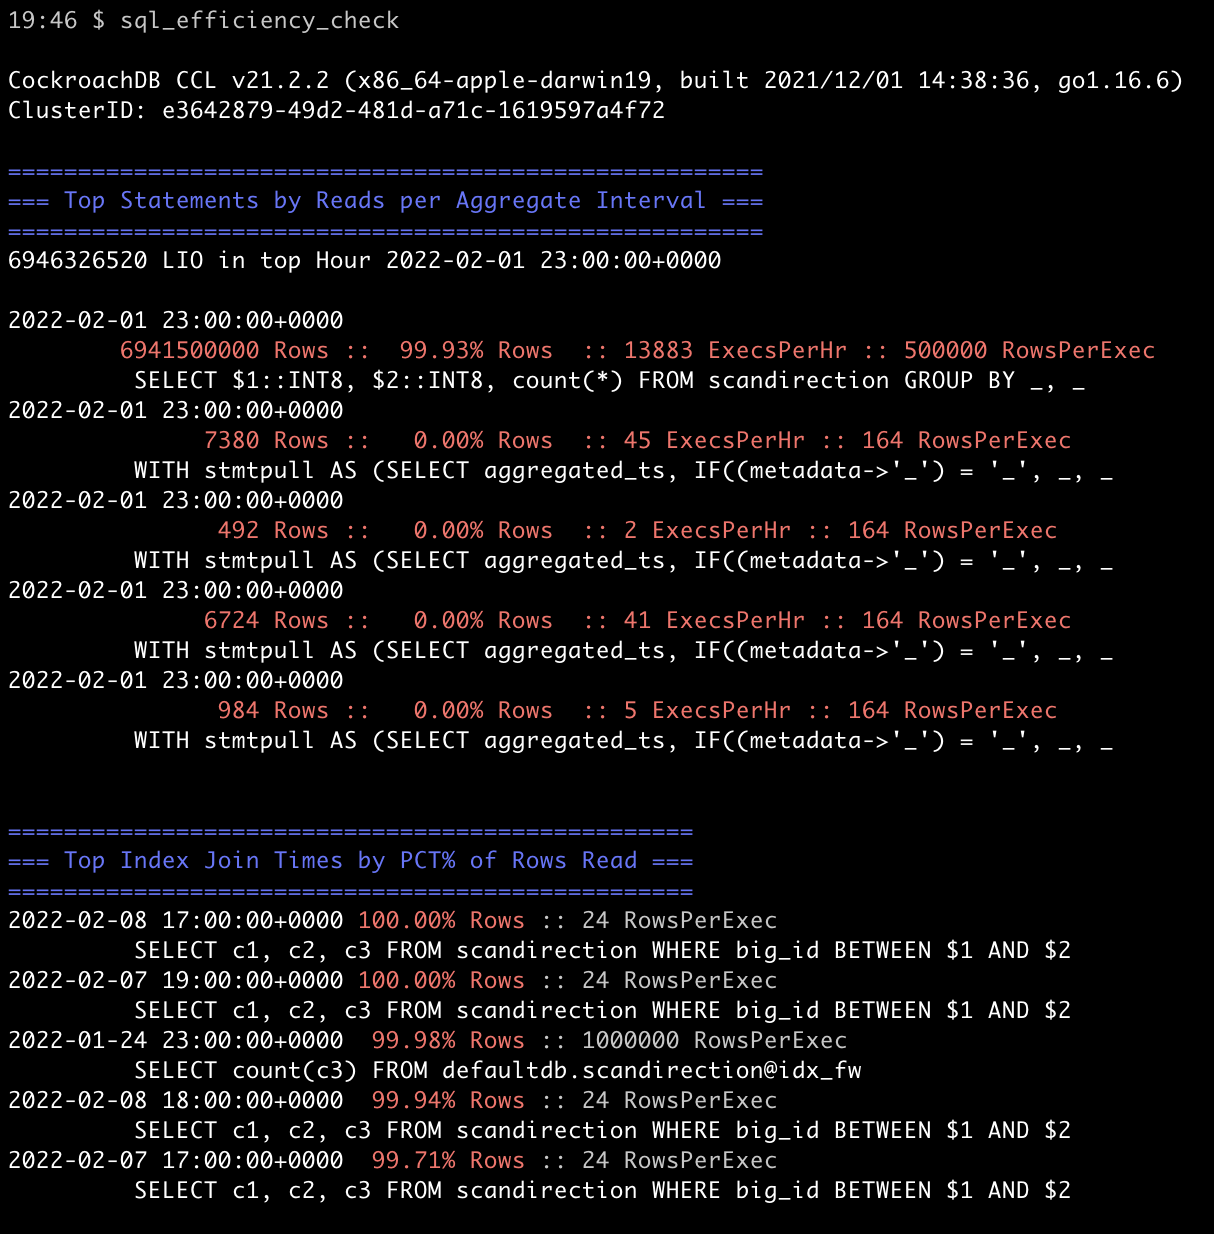 19:46 $ sql_efficiency_check
CockroachDB CCL v21.2.2 (x86_64-apple-darwin19, built 2021/12/01 14:38:36, go1.16.6)
ClusterID: e3642879-49d2-481d-a71c-1619597a4f72
======================================================
=== Top Statements by Reads per Aggregate Interval ===
======================================================
6946326520 LIO in top Hour 2022-02-01 23:00:00+0000
2022-02-01 23:00:00+0000
6941500000 Rows ::  99.93% Rows  :: 13883 ExecsPerHr :: 500000 RowsPerExec
SELECT $1::INT8, $2::INT8, count(*) FROM scandirection GROUP BY _, _
2022-02-01 23:00:00+0000
7380 Rows ::   0.00% Rows  :: 45 ExecsPerHr :: 164 RowsPerExec
WITH stmtpull AS (SELECT aggregated_ts, IF((metadata->'_') = '_', _, _
2022-02-01 23:00:00+0000
492 Rows ::   0.00% Rows  :: 2 ExecsPerHr :: 164 RowsPerExec
WITH stmtpull AS (SELECT aggregated_ts, IF((metadata->'_') = '_', _, _
2022-02-01 23:00:00+0000
6724 Rows ::   0.00% Rows  :: 41 ExecsPerHr :: 164 RowsPerExec
WITH stmtpull AS (SELECT aggregated_ts, IF((metadata->'_') = '_', _, _
2022-02-01 23:00:00+0000
984 Rows ::   0.00% Rows  :: 5 ExecsPerHr :: 164 RowsPerExec
WITH stmtpull AS (SELECT aggregated_ts, IF((metadata->'_') = '_', _, _
=================================================
=== Top Index Join Times by PCT% of Rows Read ===
=================================================
2022-02-08 17:00:00+0000 100.00% Rows :: 24 RowsPerExec
SELECT c1, c2, c3 FROM scandirection WHERE big_id BETWEEN $1 AND $2
2022-02-07 19:00:00+0000 100.00% Rows :: 24 RowsPerExec
SELECT c1, c2, c3 FROM scandirection WHERE big_id BETWEEN $1 AND $2
2022-01-24 23:00:00+0000  99.98% Rows :: 1000000 RowsPerExec
SELECT count(c3) FROM defaultdb.scandirection@idx_fw
2022-02-08 18:00:00+0000  99.94% Rows :: 24 RowsPerExec
SELECT c1, c2, c3 FROM scandirection WHERE big_id BETWEEN $1 AND $2
2022-02-07 17:00:00+0000  99.71% Rows :: 24 RowsPerExec
SELECT c1, c2, c3 FROM scandirection WHERE big_id BETWEEN $1 AND $2